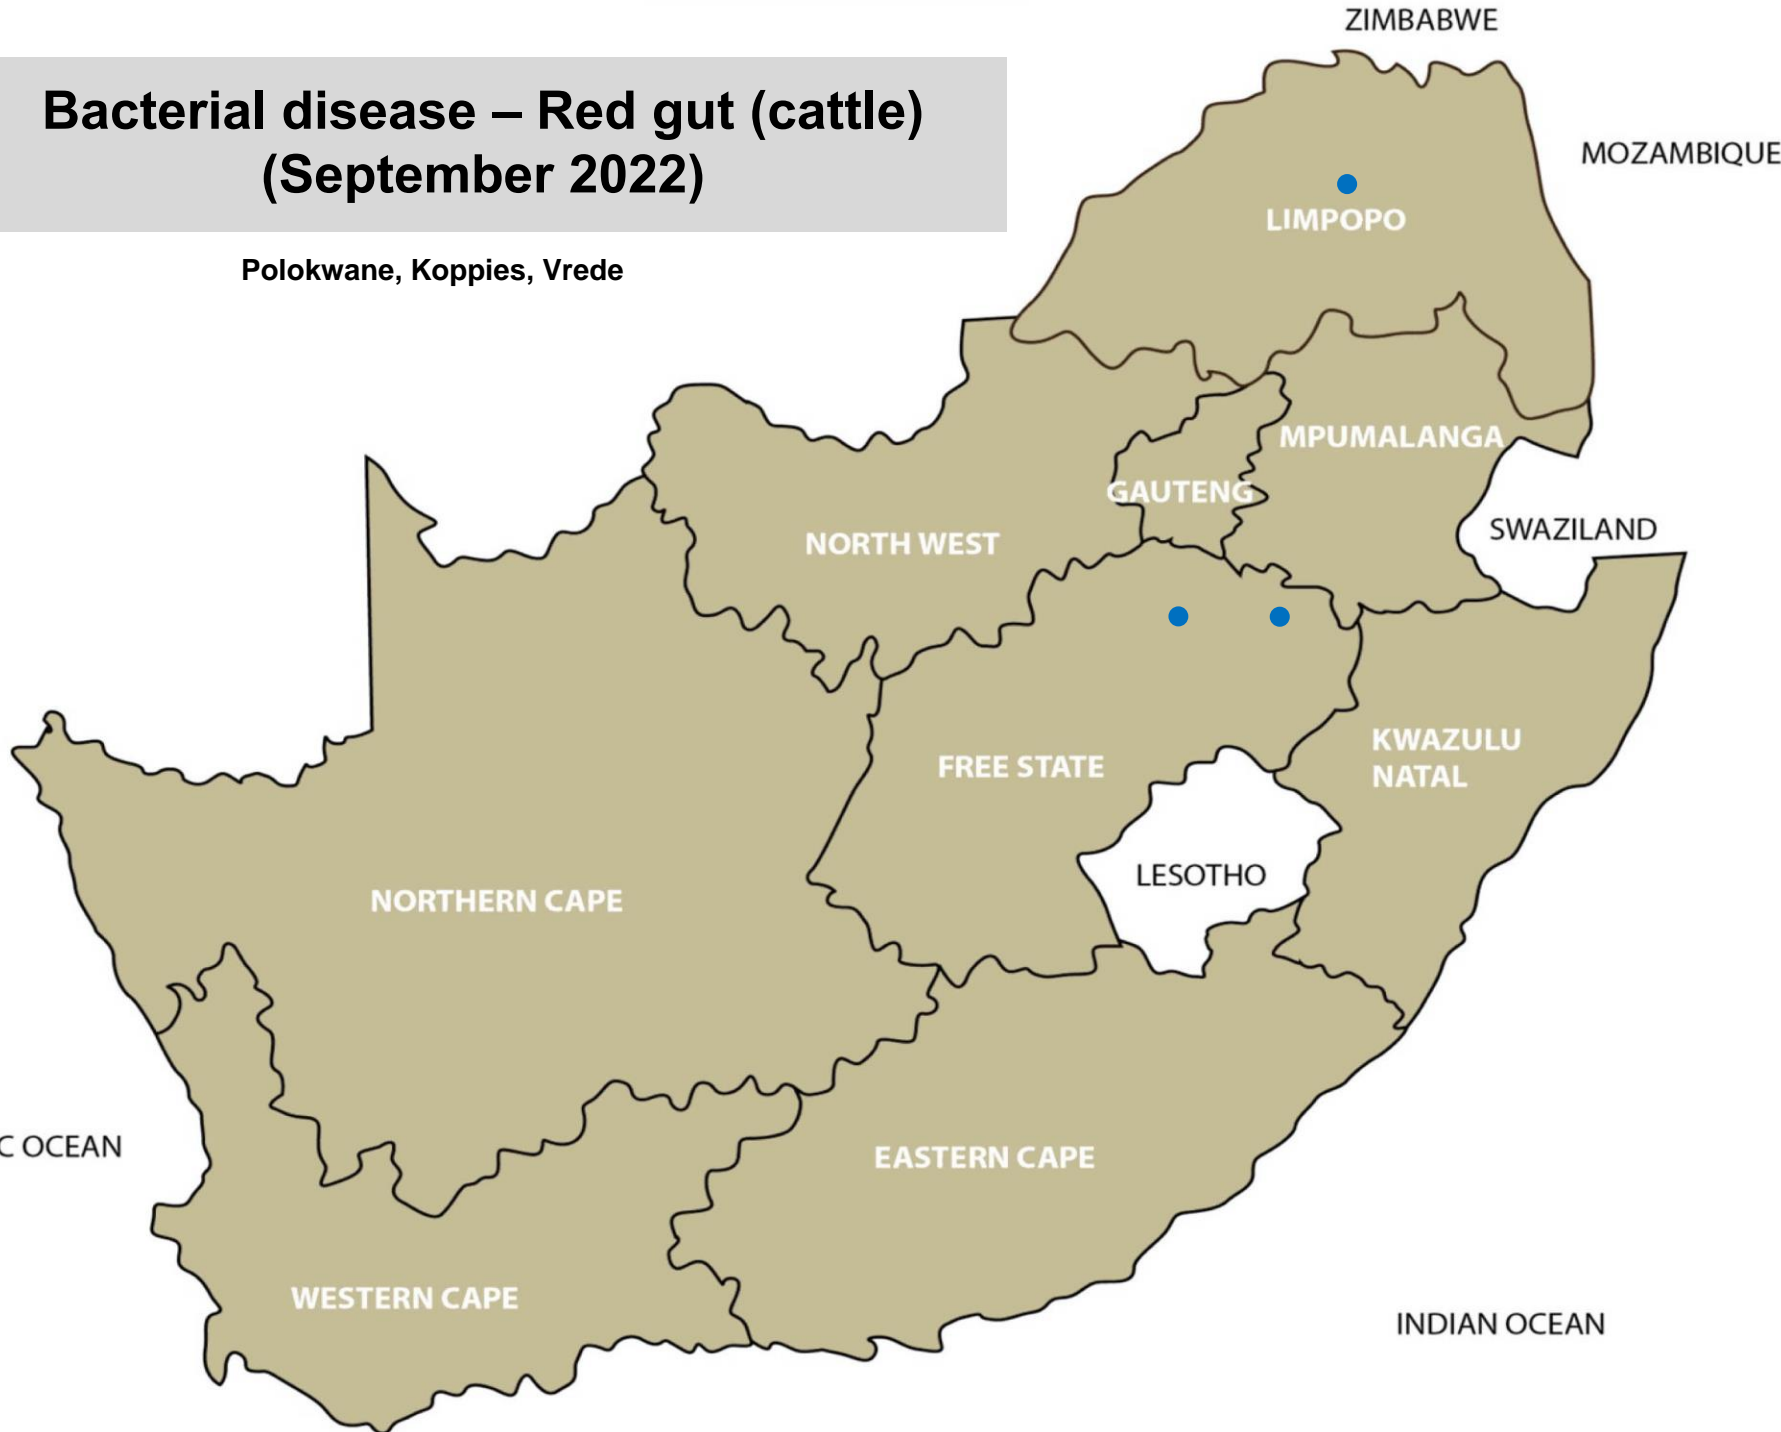 ZIMBABWE
Bacterial disease – Red gut (cattle)
(September 2022)
MOZAMBIQUE
LIMPOPO
Polokwane, Koppies, Vrede
MPUMALANGA
GAUTENG
SWAZILAND
NORTH WEST
KWAZULU
NATAL
FREE STATE
LESOTHO
NORTHERN CAPE
C OCEAN
EASTERN CAPE
WESTERN CAPE
INDIAN OCEAN